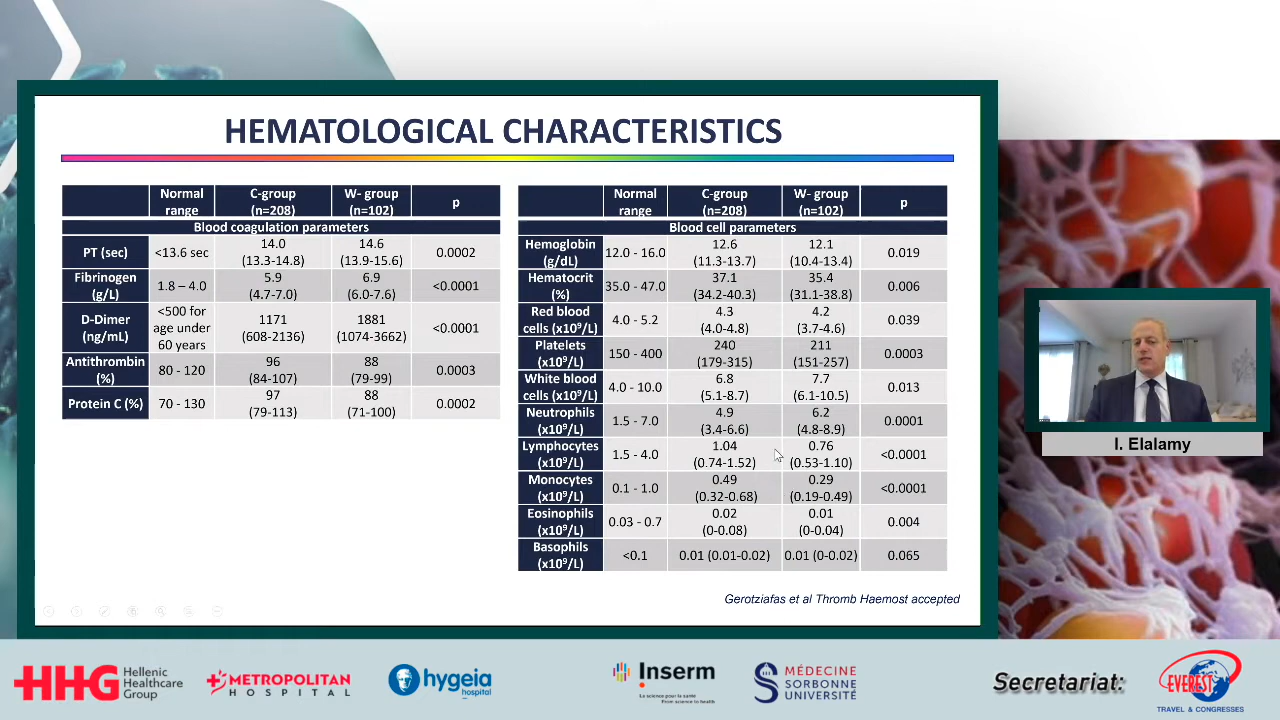 HEMATOLOGICAL CHARACTERISTICS
Normal range C-group (n=208) W- group (n=102) p
Blood coagulation parameters
PT (sec) <13.6 sec 14.0 (13.3-14.8) 14.6 (13.9-15.6) 0.0002
Fibrinogen (g/L) 1.8 – 4.0 5.9 (4.7-7.0) 6.9 (6.0-7.6) <0.0001
D-Dimer (ng/mL) <500 for age under 60 years 1171 (608-2136) 1881 (1074-3662) <0.0001
Antithrombin (%) 80 - 120 96 (84-107) 88 (79-99) 0.0003
Protein C (%) 70 - 130 97 (79-113) 88 (71-100) 0.0002
Normal range C-group (n=208) W- group (n=102) p
Blood cell parameters
Hemoglobin (g/dL) 12.0 - 16.0 12.6 (11.3-13.7) 12.1 (10.4-13.4) 0.019
Hematocrit (%) 35.0 - 47.0 37.1 (34.2-40.3) 35.4 (31.1-38.8) 0.006
Red blood cells (x10⁹/L) 4.0 - 5.2 4.3 (4.0-4.8) 4.2 (3.7-4.6) 0.039
Platelets (x10⁹/L) 150 - 400 240 (179-315) 211 (151-257) 0.0003
White blood cells (x10⁹/L) 4.0 - 10.0 6.8 (5.1-8.7) 7.7 (6.1-10.5) 0.013
Neutrophils (x10⁹/L) 1.5 - 7.0 4.9 (3.4-6.6) 6.2 (4.8-8.9) 0.0001
Lymphocytes (x10⁹/L) 1.5 - 4.0 1.04 (0.74-1.52) 0.76 (0.53-1.10) <0.0001
Monocytes (x10⁹/L) 0.1 - 1.0 0.49 (0.32-0.68) 0.29 (0.19-0.49) <0.0001
Eosinophils (x10⁹/L) 0.03 - 0.7 0.02 (0-0.08) 0.01 (0-0.04) 0.004
Basophils (x10⁹/L) <0.1 0.01 (0.01-0.02) 0.01 (0-0.02) 0.065
Gerotziafas et al Thromb Haemost accepted
I. Elalamy
HHG Hellenic Healthcare Group
METROPOLITAN HOSPITAL
hygeia hospital
Inserm
La science pour la santé
From science to health
MÉDECINE SORBONNE UNIVERSITÉ
Secretariat:
EVEREST
TRAVEL & CONGRESSES